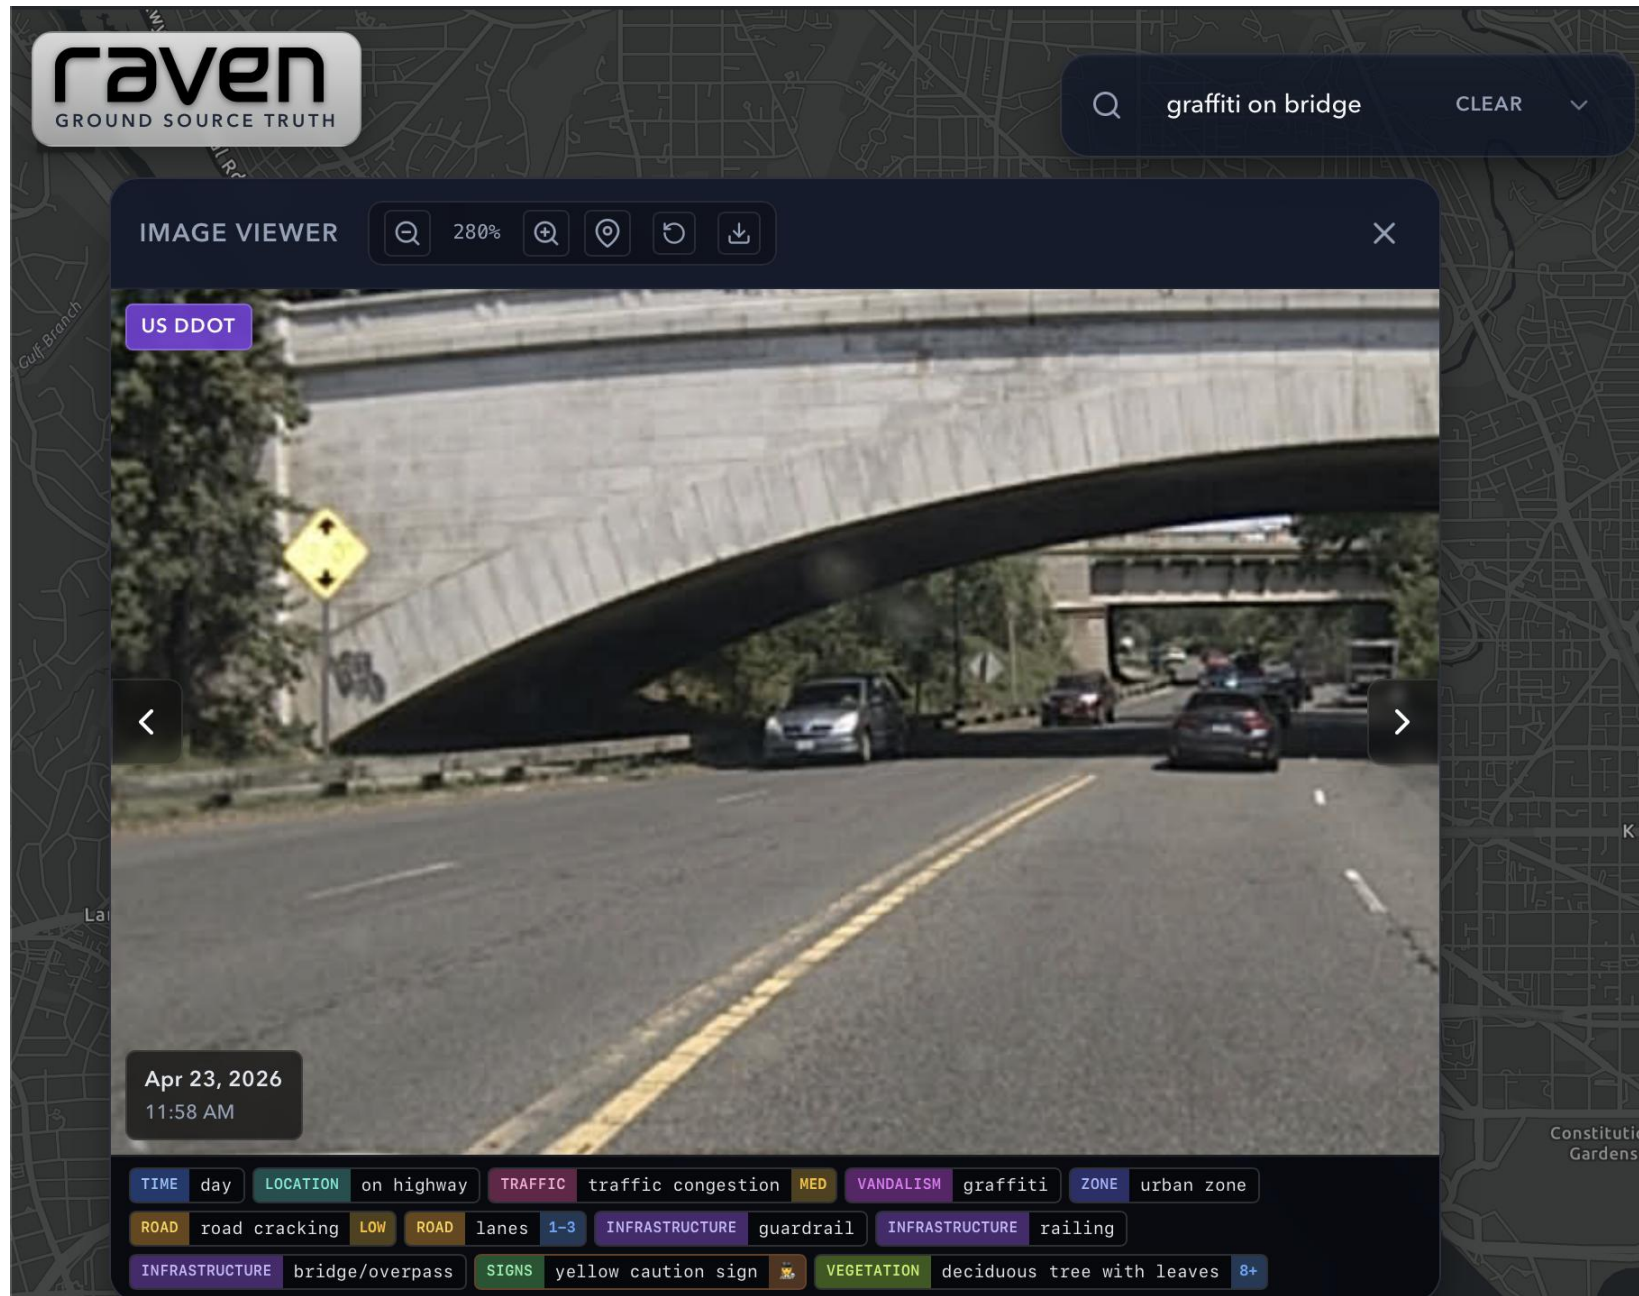 raven
GROUND SOURCE TRUTH
graffiti on bridge
CLEAR
IMAGE VIEWER
280%
US DDOT
Gulf Branch
Apr 23, 2026
11:58 AM
K
Constitutio
Gardens
TIME day LOCATION on highway TRAFFIC traffic congestion MED VANDALISM graffiti ZONE urban zone
ROAD road cracking LOW ROAD lanes 1–3 INFRASTRUCTURE guardrail INFRASTRUCTURE railing
INFRASTRUCTURE bridge/overpass SIGNS yellow caution sign VEGETATION deciduous tree with leaves 8+